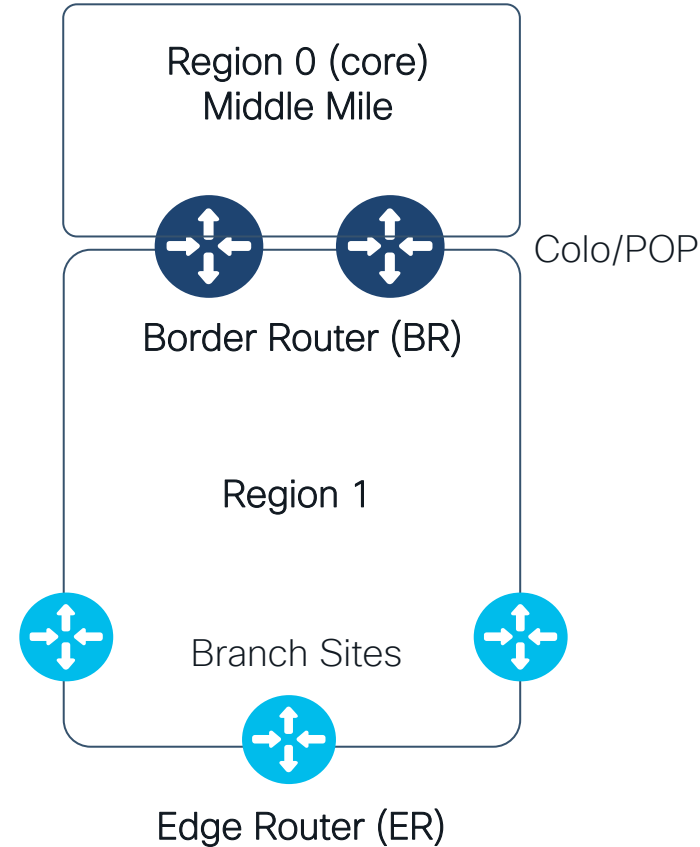 Region 0 (core)
Middle Mile
Colo/POP
Border Router (BR)
Region 1
Branch Sites
Edge Router (ER)